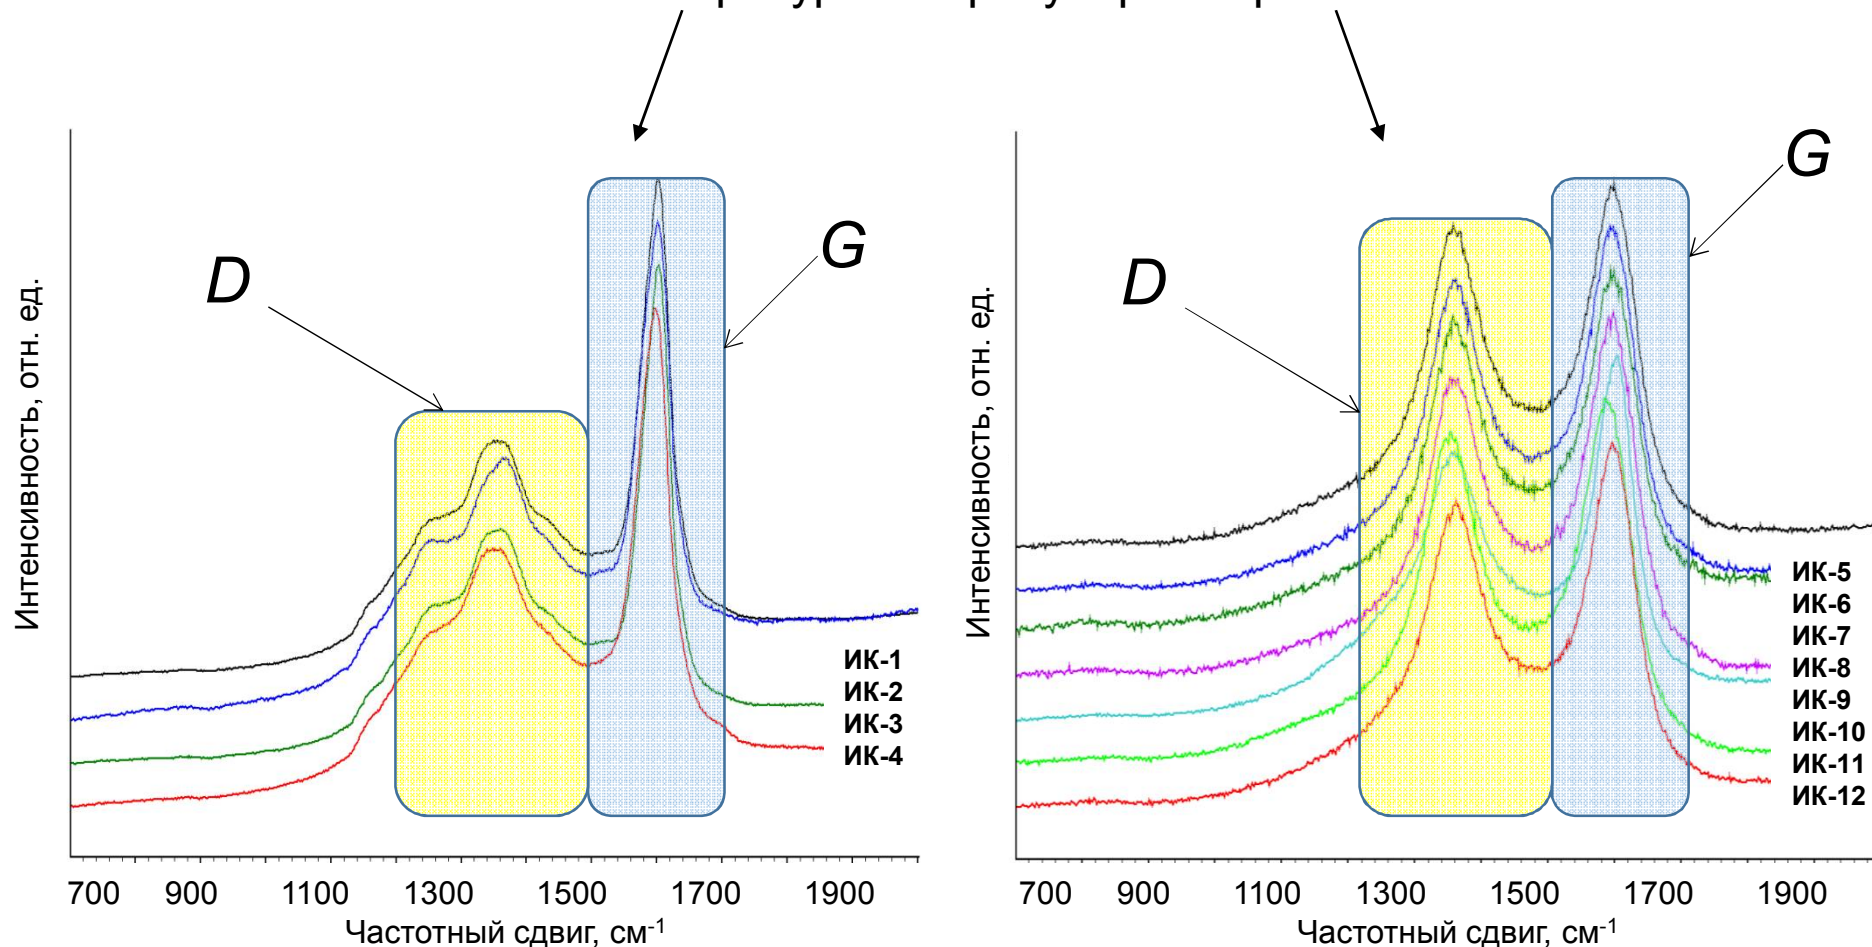 D
G
Интенсивность, отн. ед.
ИК-1
ИК-2
ИК-3
ИК-4
700 900 1100 1300 1500 1700 1900
Частотный сдвиг, см-1
D
G
Интенсивность, отн. ед.
ИК-5
ИК-6
ИК-7
ИК-8
ИК-9
ИК-10
ИК-11
ИК-12
700 900 1100 1300 1500 1700 1900
Частотный сдвиг, см-1